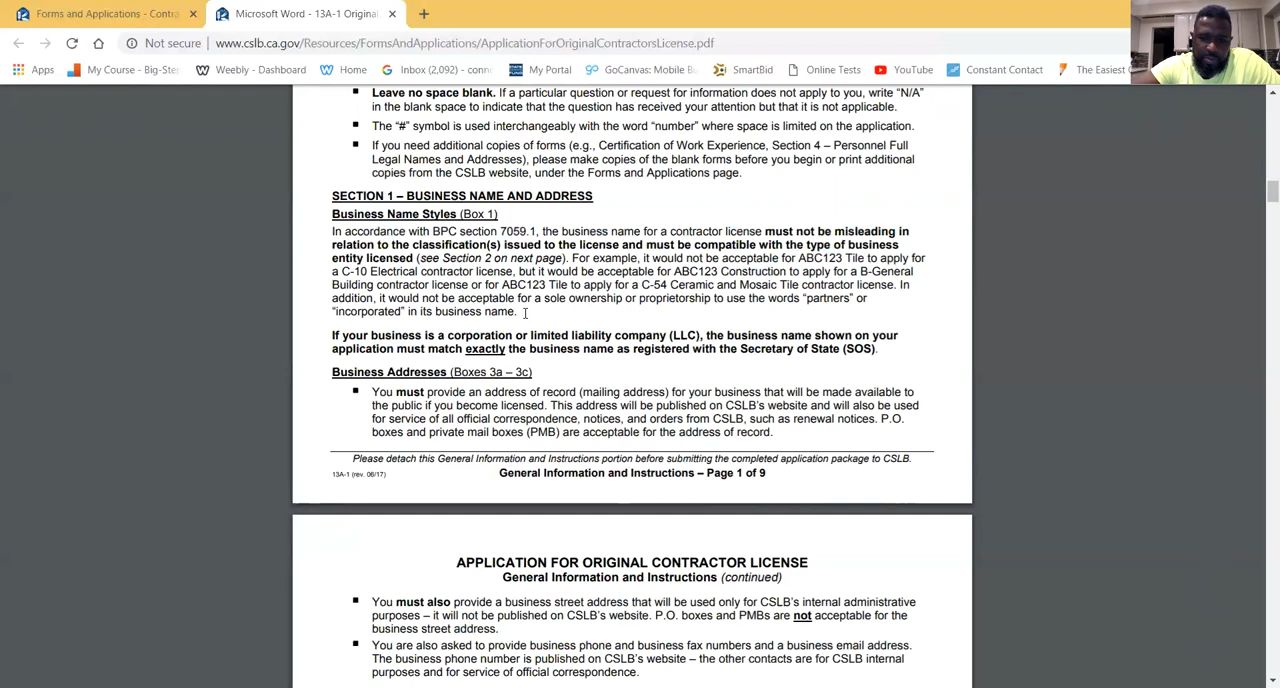 Forms and Applications - Contra
Microsoft Word - 13A-1 Original
Not secure
www.cslb.ca.gov/Resources/FormsAndApplications/ApplicationForOriginalContractorsLicense.pdf
Apps
My Course - Big-Ste
Weebly - Dashboard
Home
Inbox (2,092) - conne
My Portal
GoCanvas: Mobile Bu
SmartBid
Online Tests
YouTube
Constant Contact
The Easiest
Leave no space blank. If a particular question or request for information does not apply to you, write “N/A”
in the blank space to indicate that the question has received your attention but that it is not applicable.
The “#” symbol is used interchangeably with the word “number” where space is limited on the application.
If you need additional copies of forms (e.g., Certification of Work Experience, Section 4 – Personnel Full
Legal Names and Addresses), please make copies of the blank forms before you begin or print additional
copies from the CSLB website, under the Forms and Applications page.
SECTION 1 – BUSINESS NAME AND ADDRESS
Business Name Styles (Box 1)
In accordance with BPC section 7059.1, the business name for a contractor license must not be misleading in
relation to the classification(s) issued to the license and must be compatible with the type of business
entity licensed (see Section 2 on next page). For example, it would not be acceptable for ABC123 Tile to apply for
a C-10 Electrical contractor license, but it would be acceptable for ABC123 Construction to apply for a B-General
Building contractor license or for ABC123 Tile to apply for a C-54 Ceramic and Mosaic Tile contractor license. In
addition, it would not be acceptable for a sole ownership or proprietorship to use the words “partners” or
“incorporated” in its business name.
If your business is a corporation or limited liability company (LLC), the business name shown on your
application must match exactly the business name as registered with the Secretary of State (SOS).
Business Addresses (Boxes 3a – 3c)
You must provide an address of record (mailing address) for your business that will be made available to
the public if you become licensed. This address will be published on CSLB’s website and will also be used
for service of all official correspondence, notices, and orders from CSLB, such as renewal notices. P.O.
boxes and private mail boxes (PMB) are acceptable for the address of record.
Please detach this General Information and Instructions portion before submitting the completed application package to CSLB.
13A-1 (rev. 06/17)
General Information and Instructions – Page 1 of 9
APPLICATION FOR ORIGINAL CONTRACTOR LICENSE
General Information and Instructions (continued)
You must also provide a business street address that will be used only for CSLB’s internal administrative
purposes – it will not be published on CSLB’s website. P.O. boxes and PMBs are not acceptable for the
business street address.
You are also asked to provide business phone and business fax numbers and a business email address.
The business phone number is published on CSLB’s website – the other contacts are for CSLB internal
purposes and for service of official correspondence.